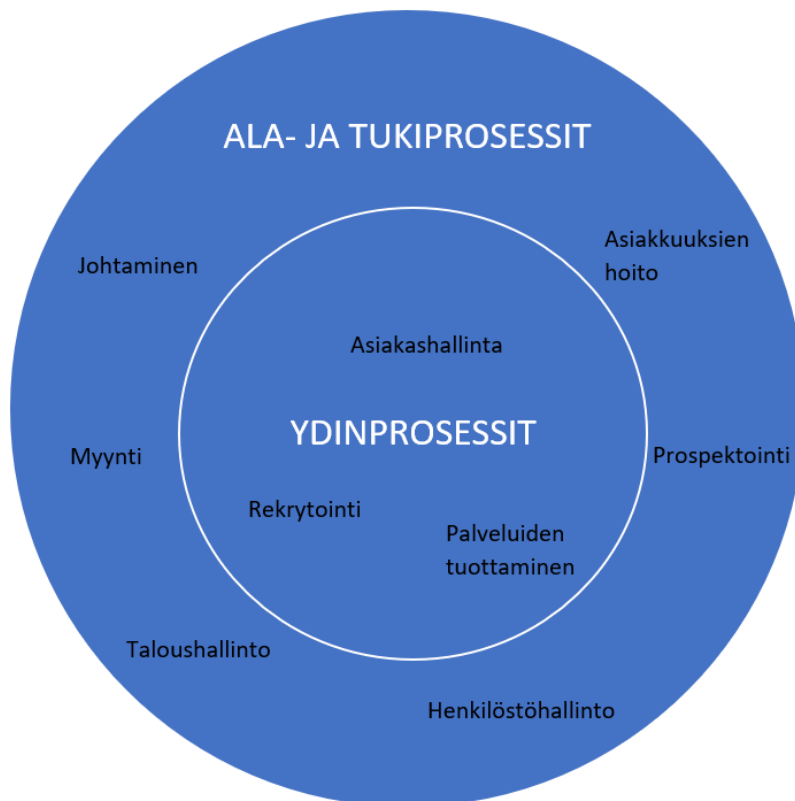 ALA- JA TUKIPROSESSIT
Johtaminen
Asiakkuuksien
hoito
Asiakashallinta
YDINPROSESSIT
Myynti
Prospektointi
Rekrytointi
Palveluiden
tuottaminen
Taloushallinto
Henkilöstöhallinto